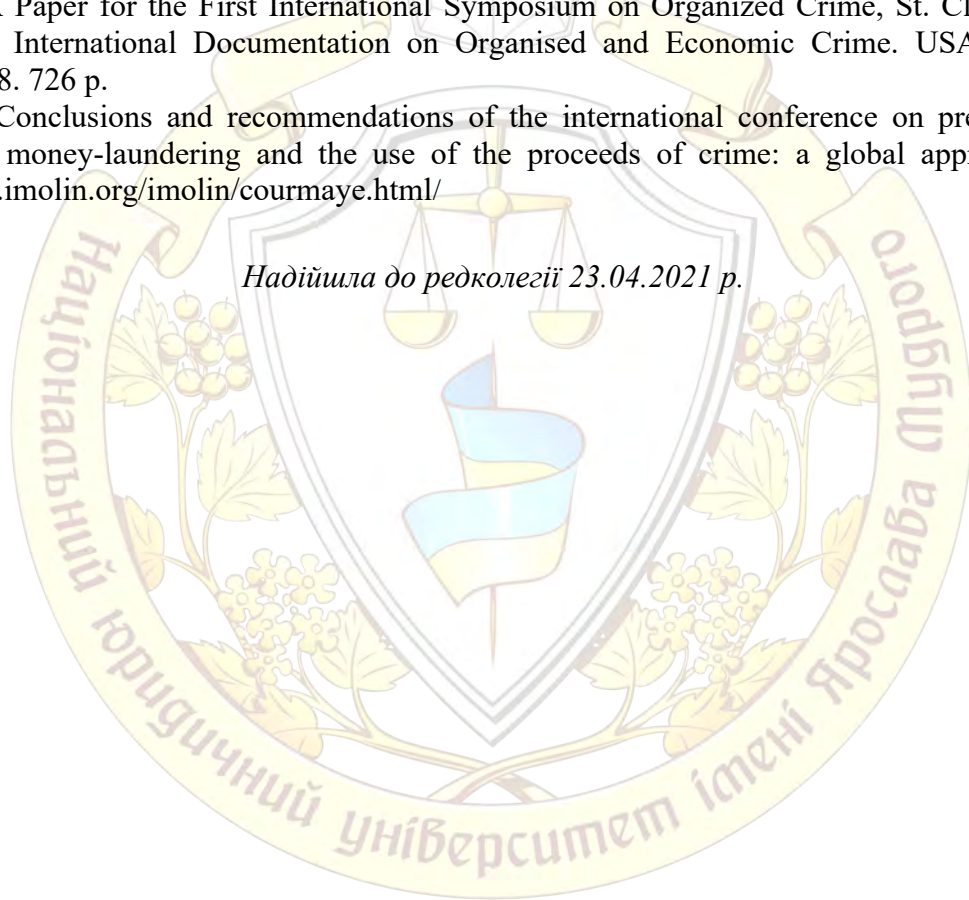 Paper for the First International Symposium on Organized Crime, St. Cl
International Documentation on Organised and Economic Crime. USA
8. 726 p.
Conclusions and recommendations of the international conference on pre
money-laundering and the use of the proceeds of crime: a global app
.imolin.org/imolin/courmaye.html/
Надійшла до редколегії 23.04.2021 р.
Національний юридичний університет імені Ярослава Мудрого